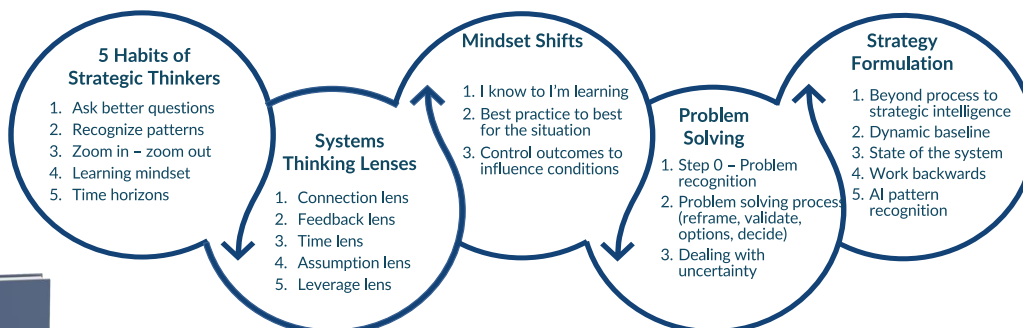 5 Habits of
Strategic Thinkers
1. Ask better questions
2. Recognize patterns
3. Zoom in – zoom out
4. Learning mindset
5. Time horizons
Systems
Thinking Lenses
1. Connection lens
2. Feedback lens
3. Time lens
4. Assumption lens
5. Leverage lens
Mindset Shifts
1. I know to I'm learning
2. Best practice to best
for the situation
3. Control outcomes to
influence conditions
Problem
Solving
1. Step 0 – Problem
recognition
2. Problem solving process
(reframe, validate,
options, decide)
3. Dealing with
uncertainty
Strategy
Formulation
1. Beyond process to
strategic intelligence
2. Dynamic baseline
3. State of the system
4. Work backwards
5. AI pattern
recognition